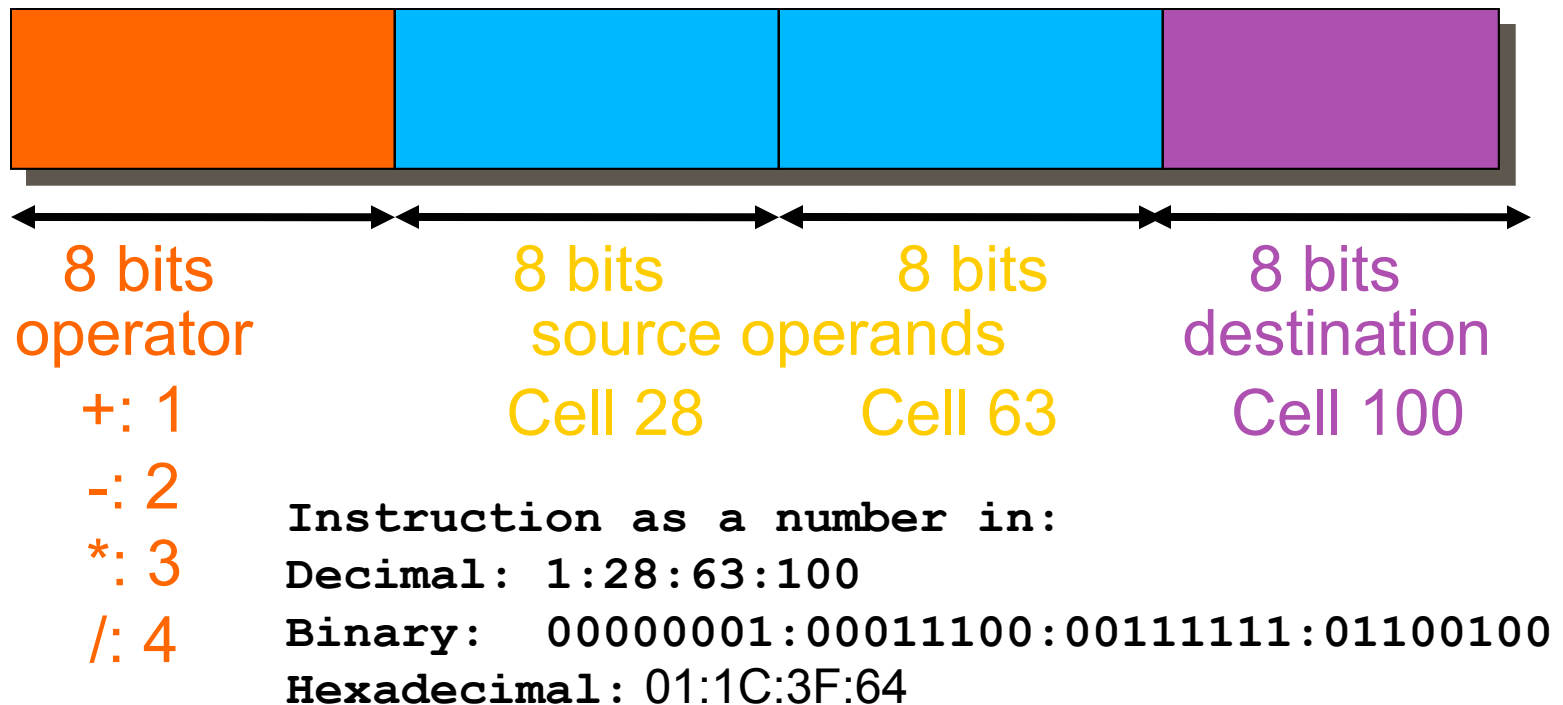 8 bits 8 bits 8 bits 8 bits
operator source operands destination
+: 1 Cell 28 Cell 63 Cell 100
-: 2
Instruction as a number in:
*: 3
Decimal: 1:28:63:100
/: 4
Binary: 00000001:00011100:00111111:01100100
Hexadecimal: 01:1C:3F:64